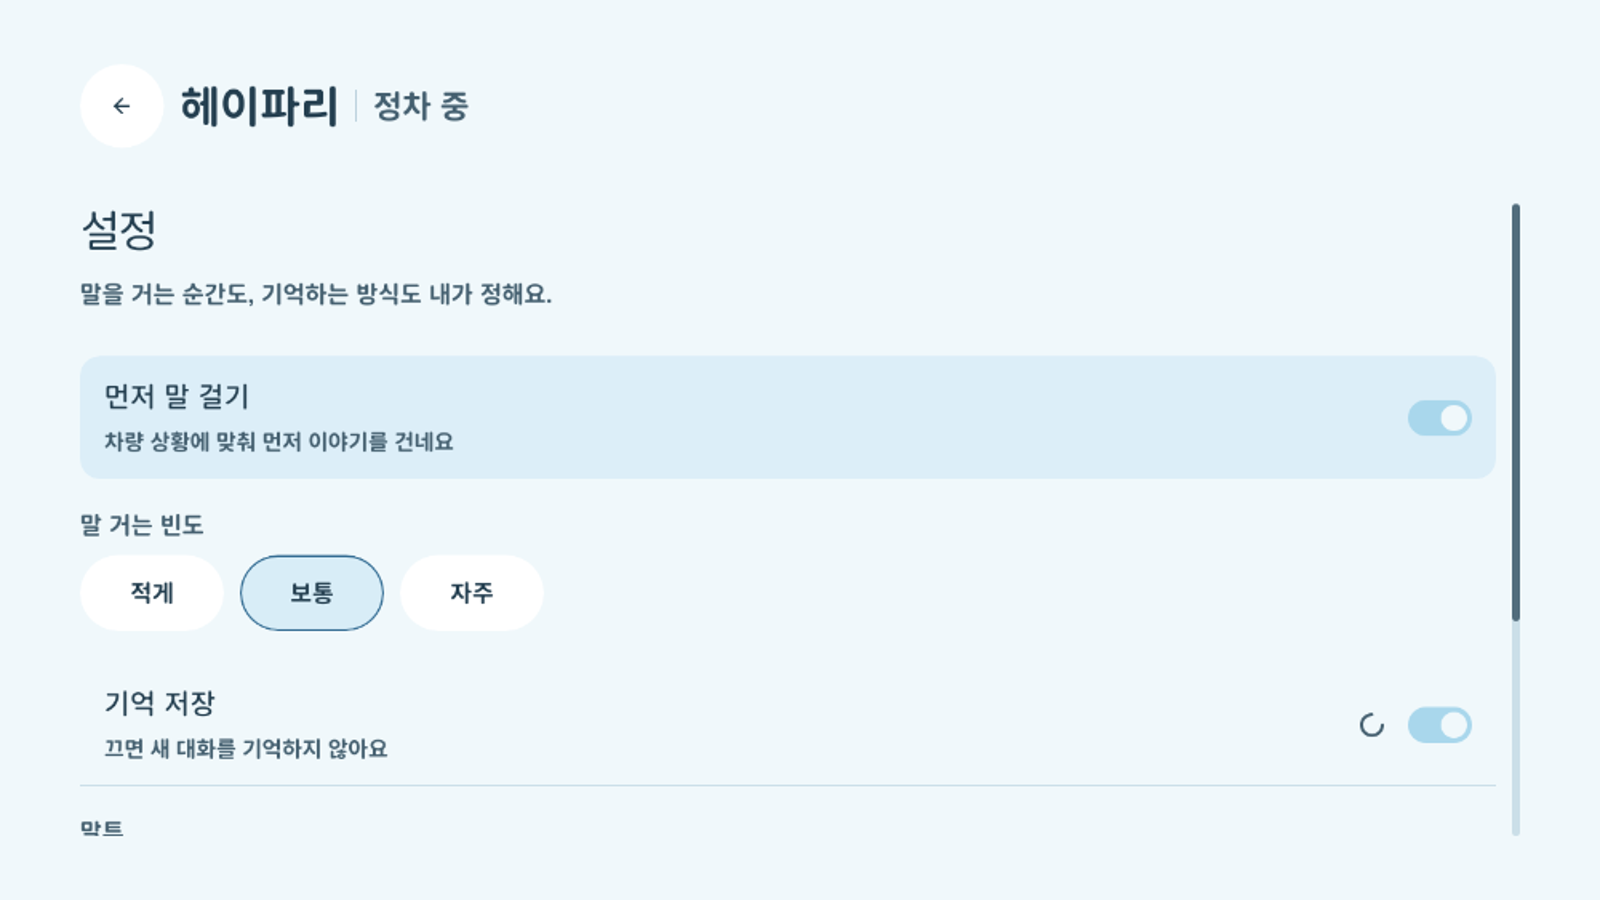 헤이파리 정차 중
설정
말을 거는 순간도, 기억하는 방식도 내가 정해요.
먼저 말 걸기
차량 상황에 맞춰 먼저 이야기를 건네요
말 거는 빈도
적게 보통 자주
기억 저장
끄면 새 대화를 기억하지 않아요